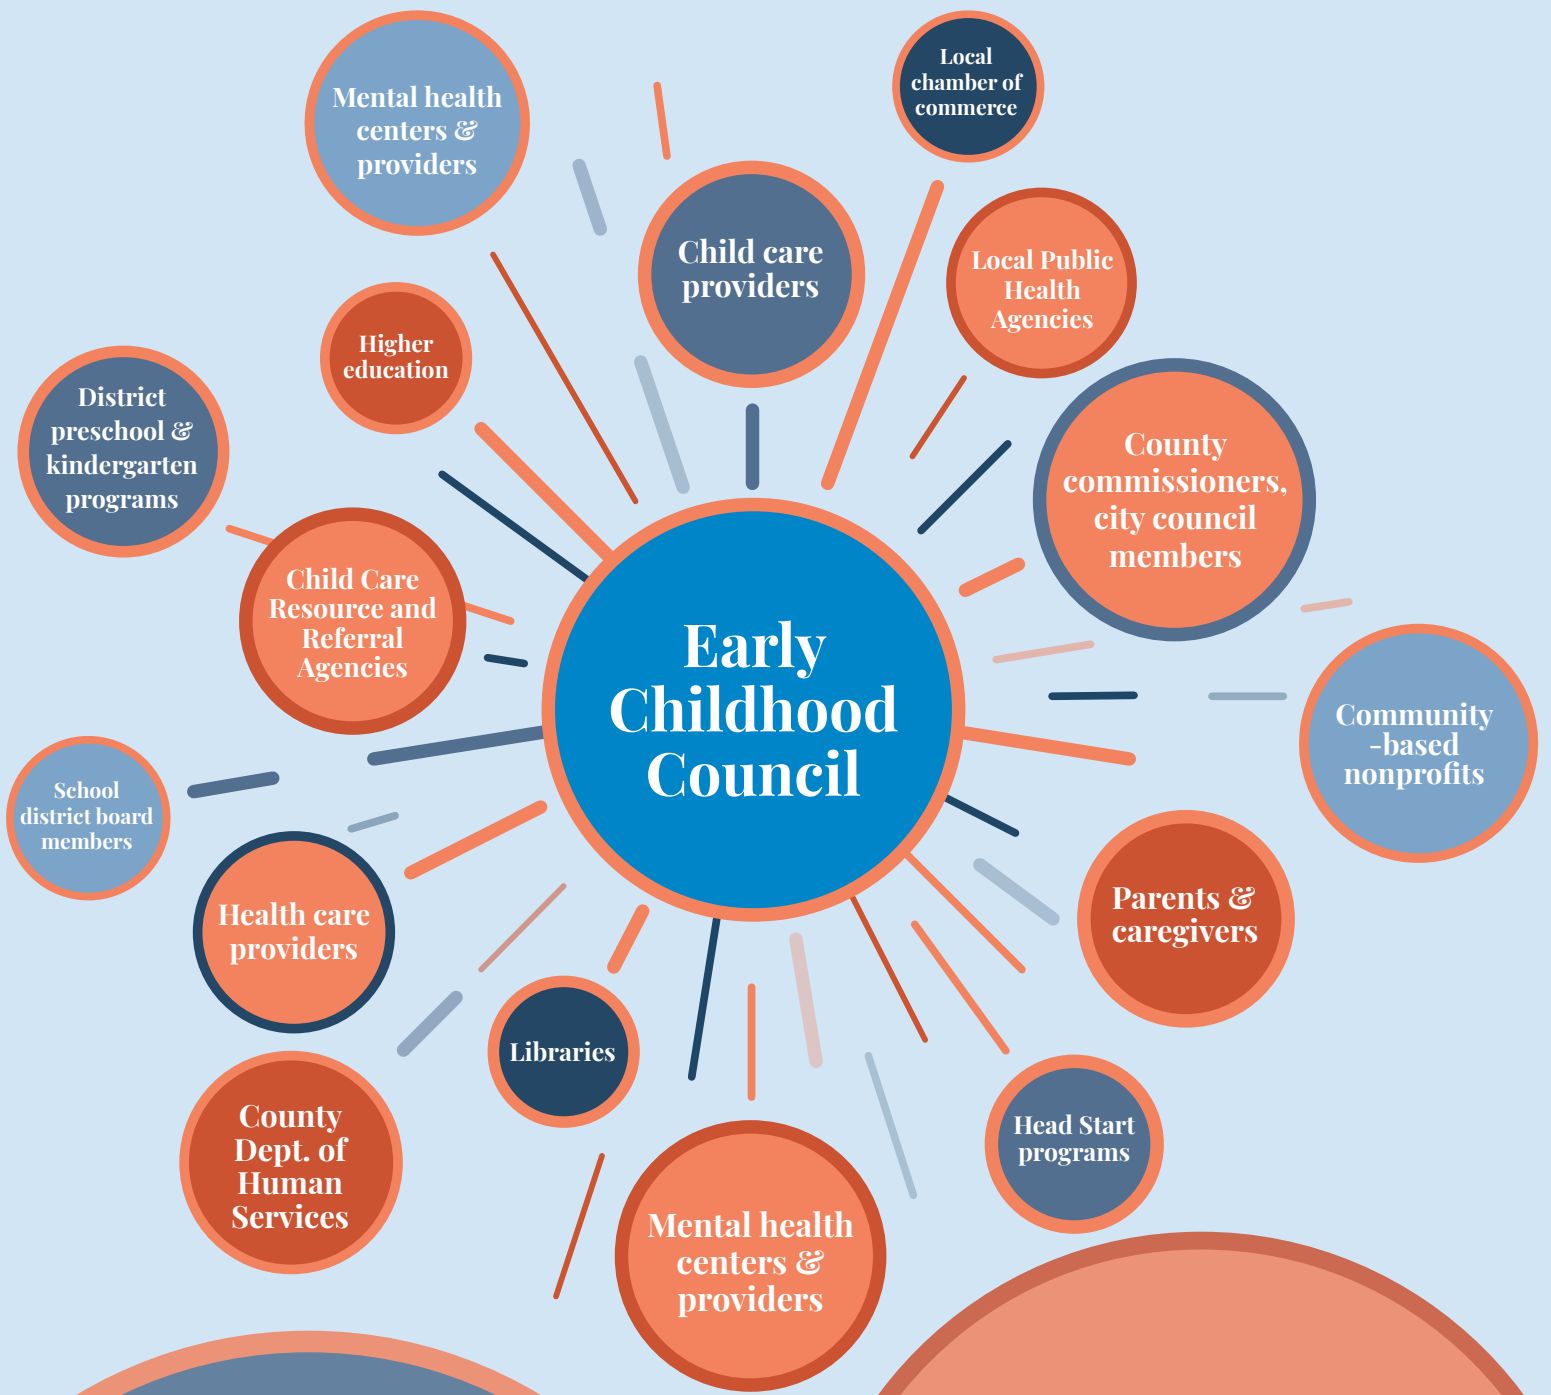 Mental health
centers &
providers
Local
chamber of
commerce
Child care
providers
Local Public
Health
Agencies
Higher
education
District
preschool &
kindergarten
programs
County
commissioners,
city council
members
Child Care
Resource and
Referral
Agencies
Early
Childhood
Council
Community
-based
nonprofits
School
district board
members
Health care
providers
Parents &
caregivers
Libraries
County
Dept. of
Human
Services
Head Start
programs
Mental health
centers &
providers